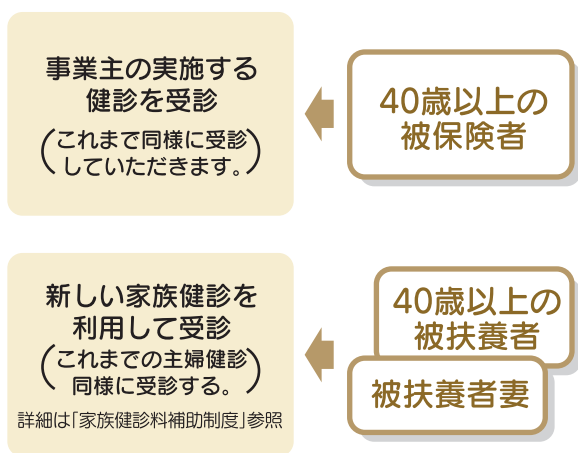 事業主の実施する
健診を受診
(これまで同様に受診
していただきます。)
40歳以上の
被保険者
新しい家族健診を
利用して受診
(これまでの主婦健診
同様に受診する。)
詳細は「家族健診料補助制度」参照
40歳以上の
被扶養者
被扶養者妻